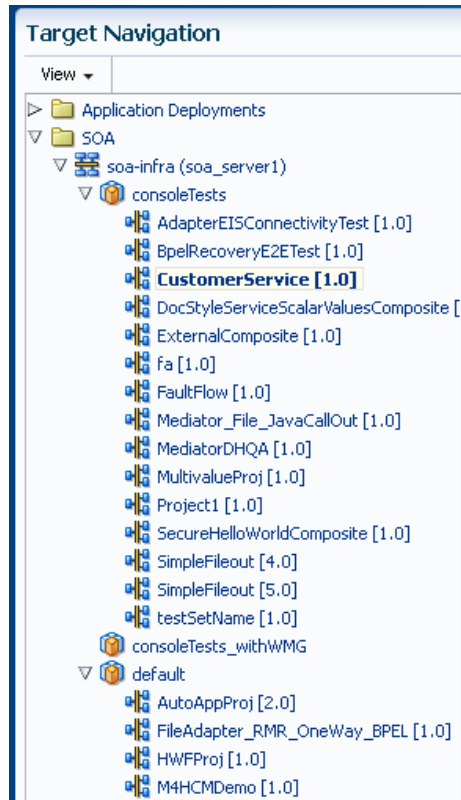 Target Navigation
View
Application Deployments
SOA
soa-infra (soa_server1)
consoleTests
AdapterEISConnectivityTest [1.0]
BpelRecoveryE2ETest [1.0]
CustomerService [1.0]
DocStyleServiceScalarValuesComposite [
ExternalComposite [1.0]
fa [1.0]
FaultFlow [1.0]
Mediator_File_JavaCallOut [1.0]
MediatorDHQA [1.0]
MultivalueProj [1.0]
Project1 [1.0]
SecureHelloWorldComposite [1.0]
SimpleFileout [4.0]
SimpleFileout [5.0]
testSetName [1.0]
consoleTests_withWMG
default
AutoAppProj [2.0]
FileAdapter_RMR_OneWay_BPEL [1.0]
HWFProj [1.0]
M4HCMDemo [1.0]